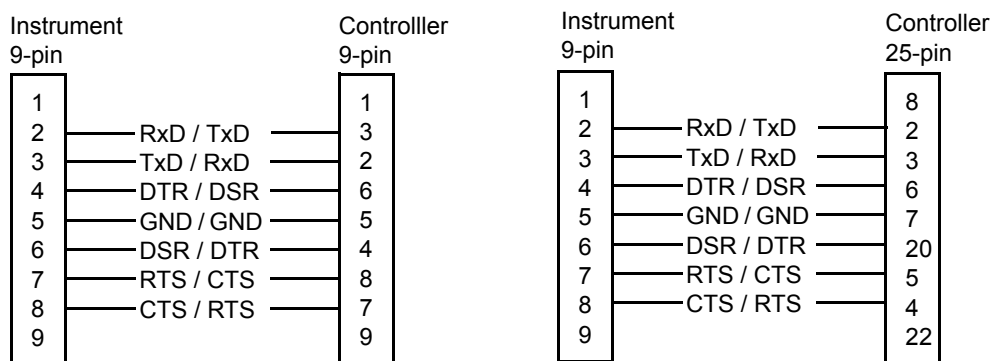 Instrument
9-pin
Controlller
9-pin
1 1
2 RxD / TxD 3
3 TxD / RxD 2
4 DTR / DSR 6
5 GND / GND 5
6 DSR / DTR 4
7 RTS / CTS 8
8 CTS / RTS 7
9 9
Instrument
9-pin
Controller
25-pin
1 8
2 RxD / TxD 2
3 TxD / RxD 3
4 DTR / DSR 6
5 GND / GND 7
6 DSR / DTR 20
7 RTS / CTS 5
8 CTS / RTS 4
9 22